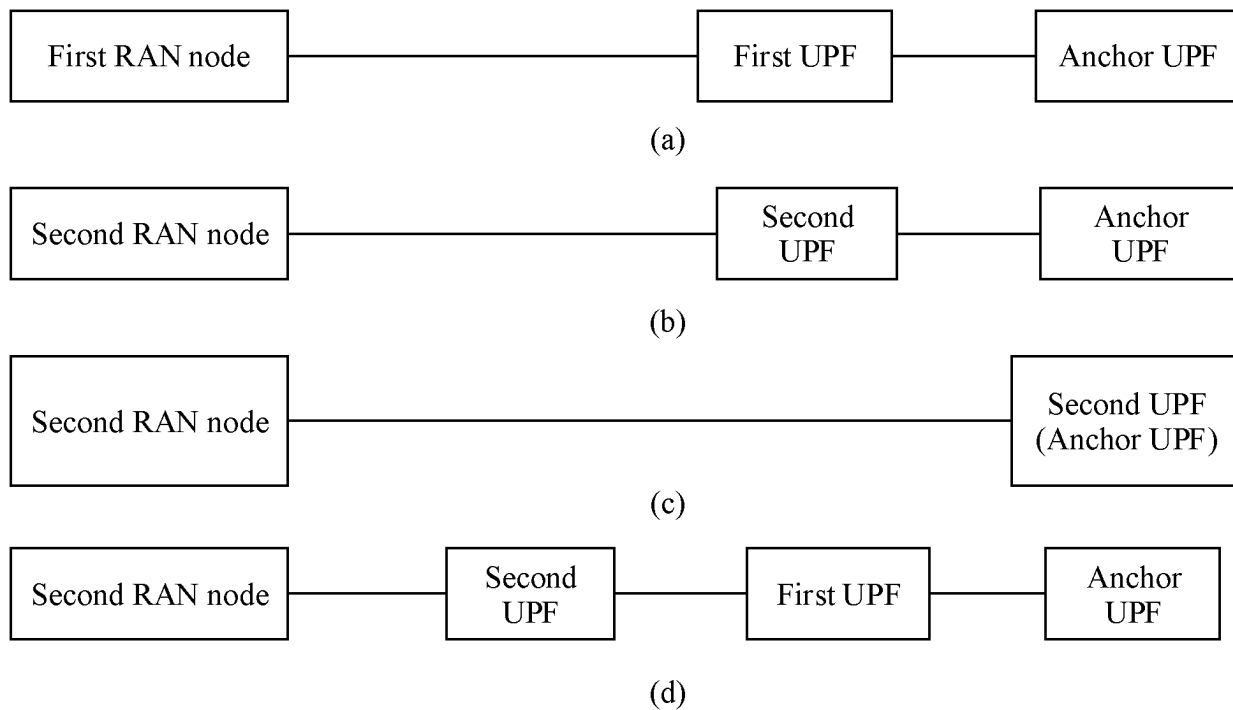 First RAN node
First UPF
Anchor UPF
(a)
Second RAN node
Second
UPF
Anchor
UPF
(b)
Second RAN node
Second UPF
(Anchor UPF)
(c)
Second RAN node
Second
UPF
First UPF
Anchor
UPF
(d)